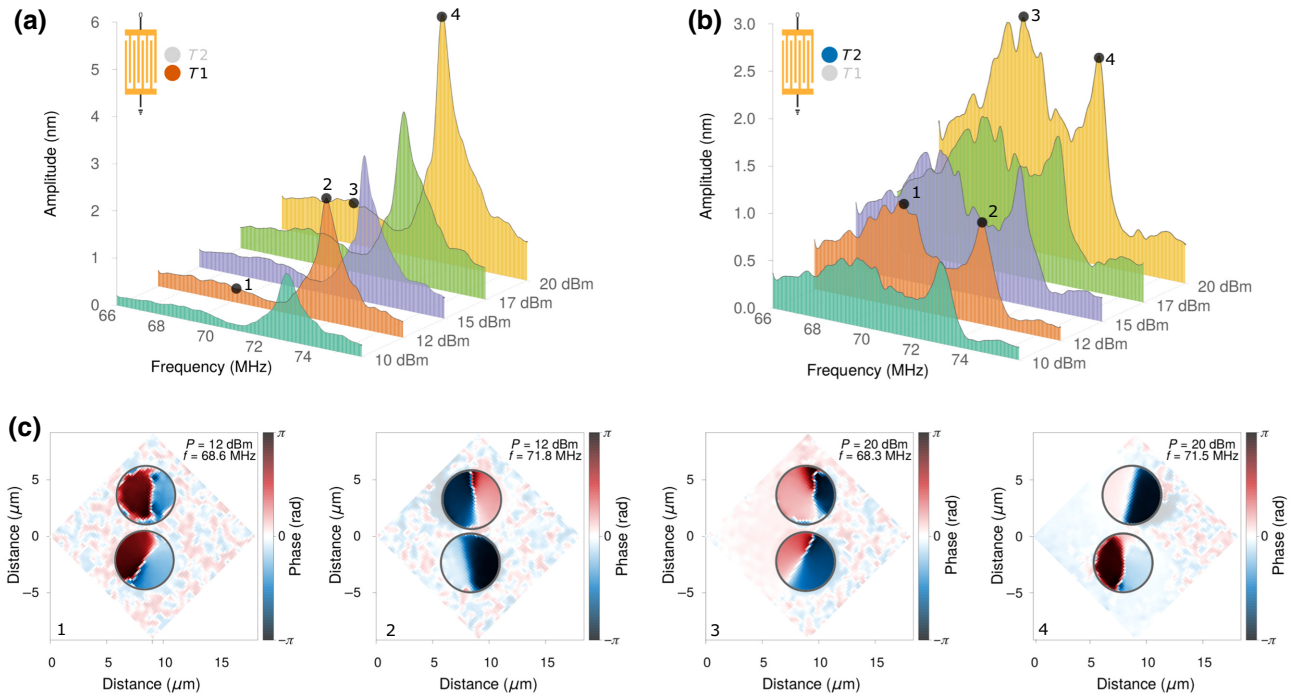 (a)
T2
T1
Amplitude (nm)
6
5
4
3
2
1
0
66
68
70
72
74
Frequency (MHz)
10 dBm
12 dBm
15 dBm
17 dBm
20 dBm
1
2
3
4
(b)
T2
T1
Amplitude (nm)
3.0
2.5
2.0
1.5
1.0
0.5
0.0
66
68
70
72
74
Frequency (MHz)
10 dBm
12 dBm
15 dBm
17 dBm
20 dBm
1
2
3
4
(c)
P = 12 dBm
f = 68.6 MHz
Distance (μm)
5
0
−5
1
0
5
10
15
Distance (μm)
π
Phase (rad)
−π
P = 12 dBm
f = 71.8 MHz
Distance (μm)
5
0
−5
2
0
5
10
15
Distance (μm)
π
Phase (rad)
−π
P = 20 dBm
f = 68.3 MHz
Distance (μm)
5
0
−5
3
0
5
10
15
Distance (μm)
π
Phase (rad)
−π
P = 20 dBm
f = 71.5 MHz
Distance (μm)
5
0
−5
4
0
5
10
15
Distance (μm)
π
Phase (rad)
−π